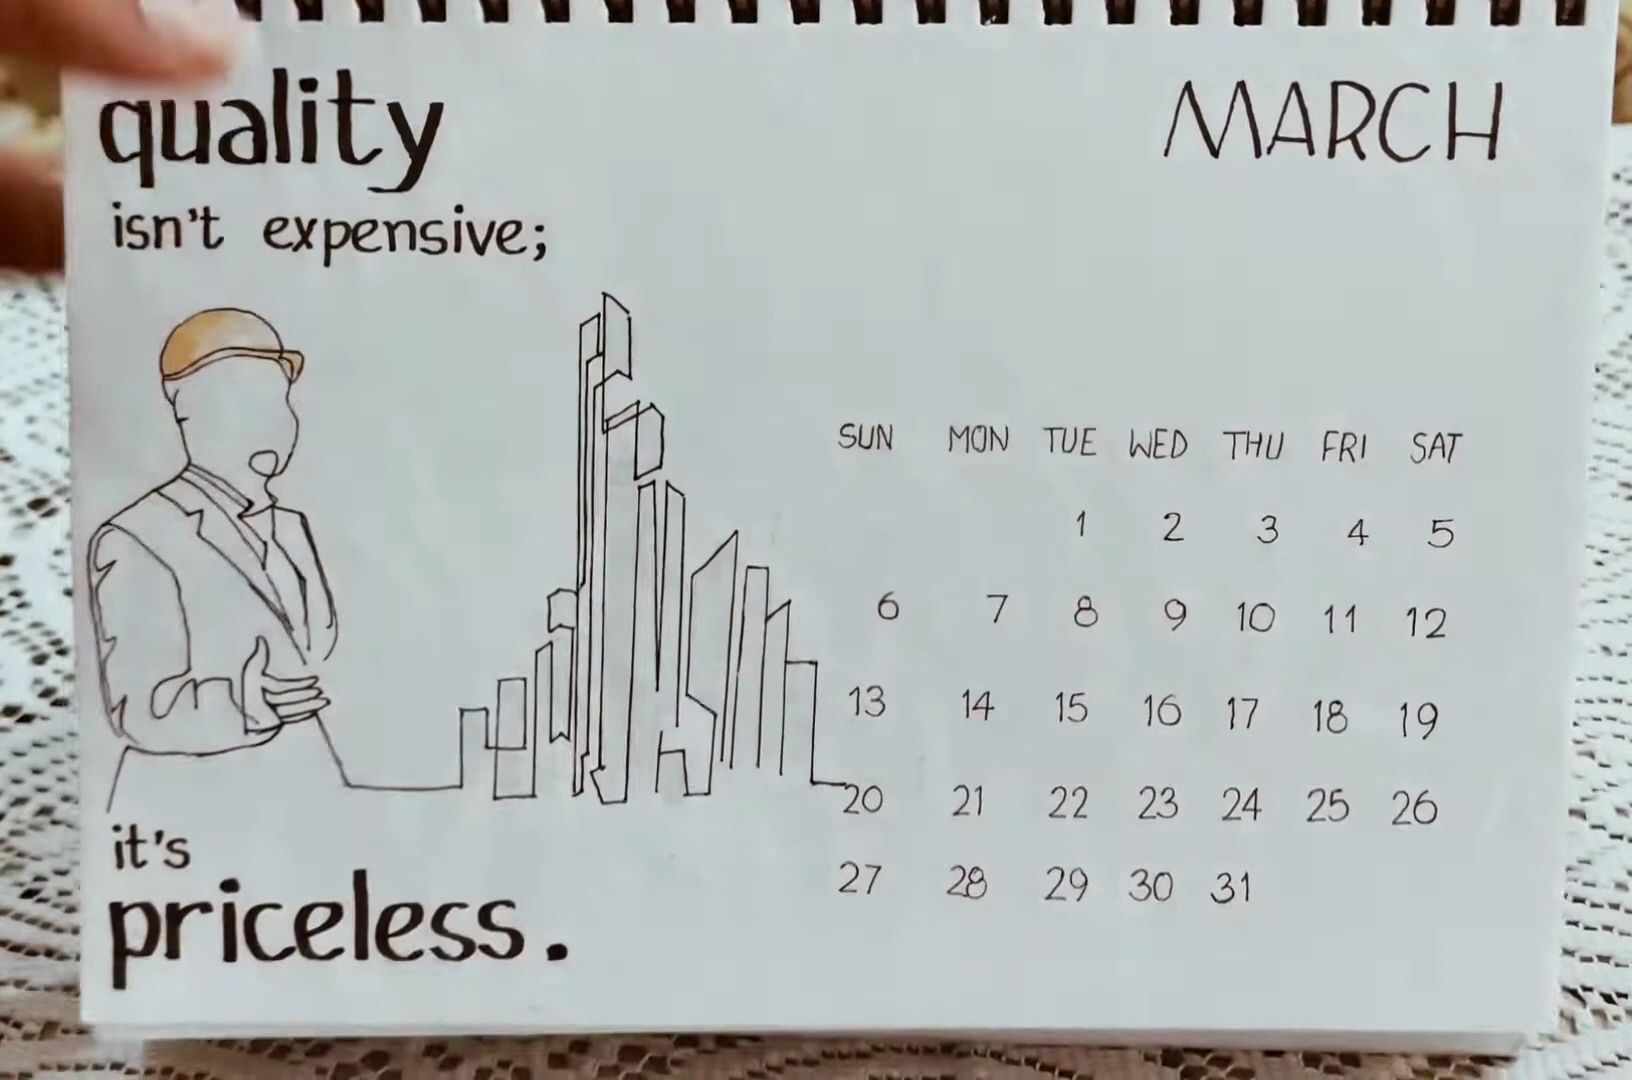 quality
isn't expensive;
it's
priceless.
MARCH
SUN MON TUE WED THU FRI SAT
1 2 3 4 5
6 7 8 9 10 11 12
13 14 15 16 17 18 19
20 21 22 23 24 25 26
27 28 29 30 31